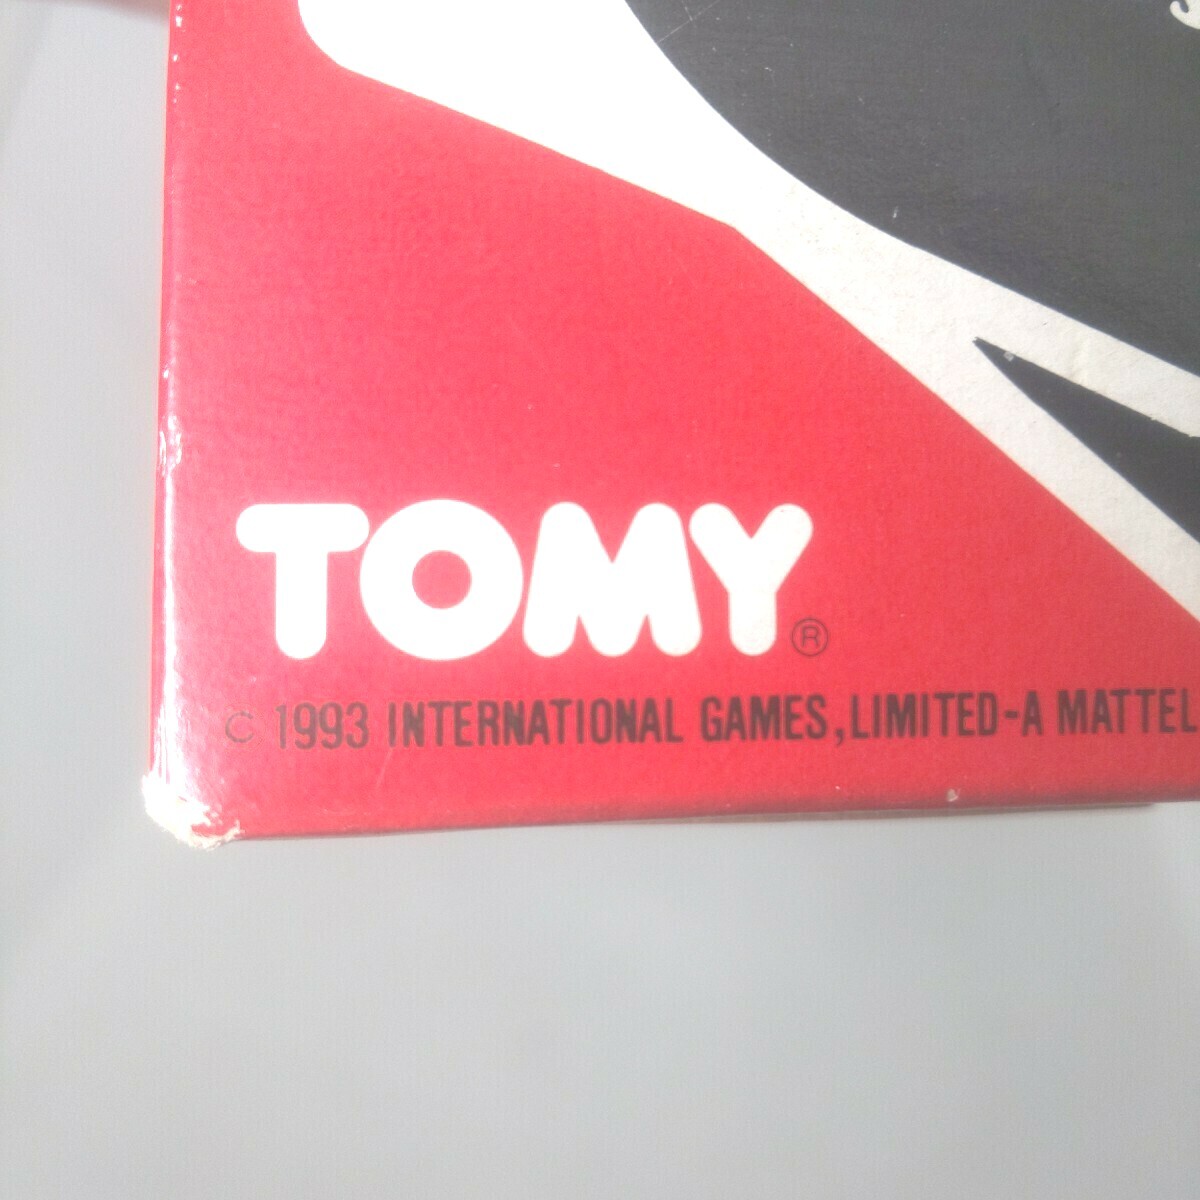 TOMY®
C 1993 INTERNATIONAL GAMES,LIMITED-A MATTEL